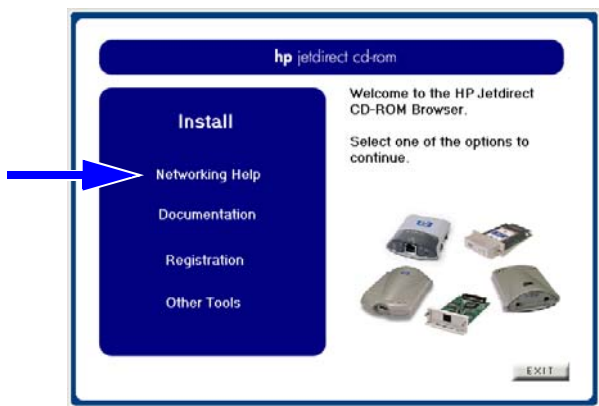 hp jetdirect cd-rom
Install
Networking Help
Documentation
Registration
Other Tools
Welcome to the HP Jetdirect
CD-ROM Browser.
Select one of the options to
continue.
EXIT